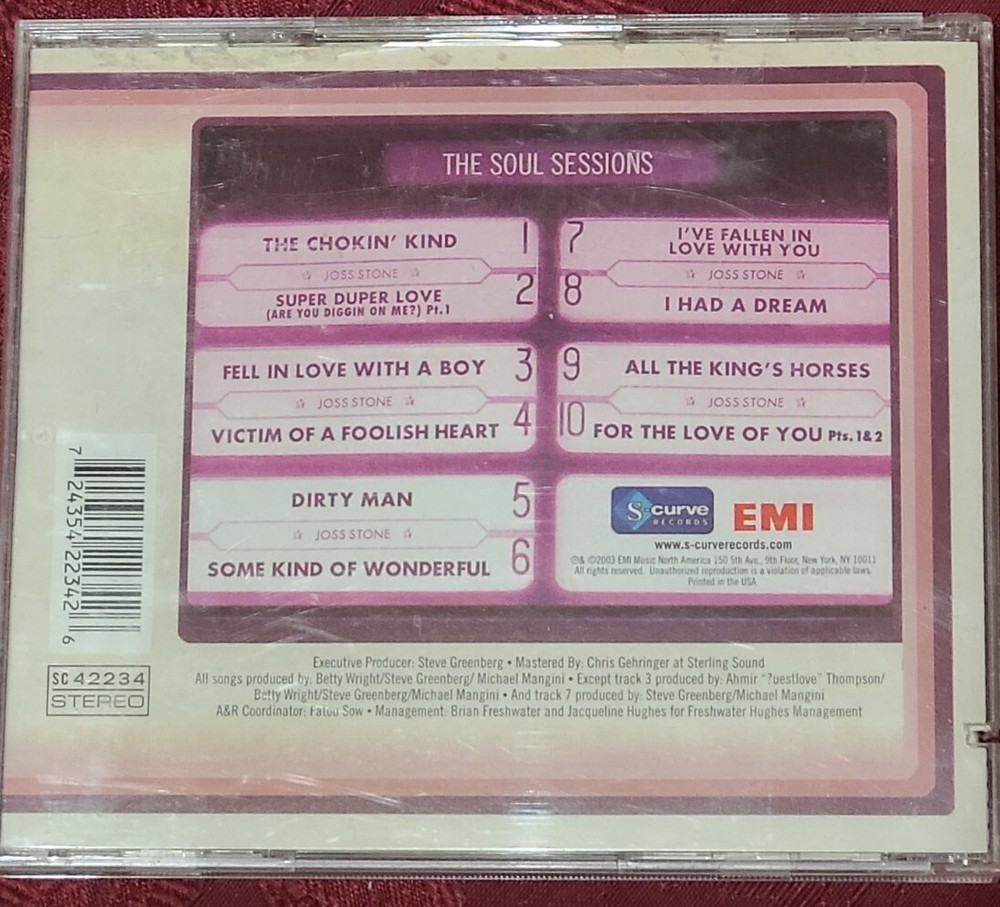 THE SOUL SESSIONS
THE CHOKIN' KIND 1
☆ JOSS STONE ☆
SUPER DUPER LOVE 2
(ARE YOU DIGGIN ON ME?) Pt.1
FELL IN LOVE WITH A BOY 3
☆ JOSS STONE ☆
VICTIM OF A FOOLISH HEART 4
DIRTY MAN 5
☆ JOSS STONE ☆
SOME KIND OF WONDERFUL 6
7 I'VE FALLEN IN
LOVE WITH YOU
☆ JOSS STONE ☆
8 I HAD A DREAM
9 ALL THE KING'S HORSES
☆ JOSS STONE ☆
10 FOR THE LOVE OF YOU Pts. 1&2
S-curve RECORDS EMI
www.s-curverecords.com
℗& ©2003 EMI Music North America 150 5th Ave., 9th Floor, New York, NY 10011
All rights reserved. Unauthorized reproduction is a violation of applicable laws.
Printed in the USA.
7 24354 22342 6
SC 42234
STEREO
Executive Producer: Steve Greenberg • Mastered By: Chris Gehringer at Sterling Sound
All songs produced by: Betty Wright/Steve Greenberg/ Michael Mangini • Except track 3 produced by: Ahmir "?uestlove" Thompson/
Betty Wright/Steve Greenberg/Michael Mangini • And track 7 produced by: Steve Greenberg/Michael Mangini
A&R Coordinator: Fatou Sow • Management: Brian Freshwater and Jacqueline Hughes for Freshwater Hughes Management